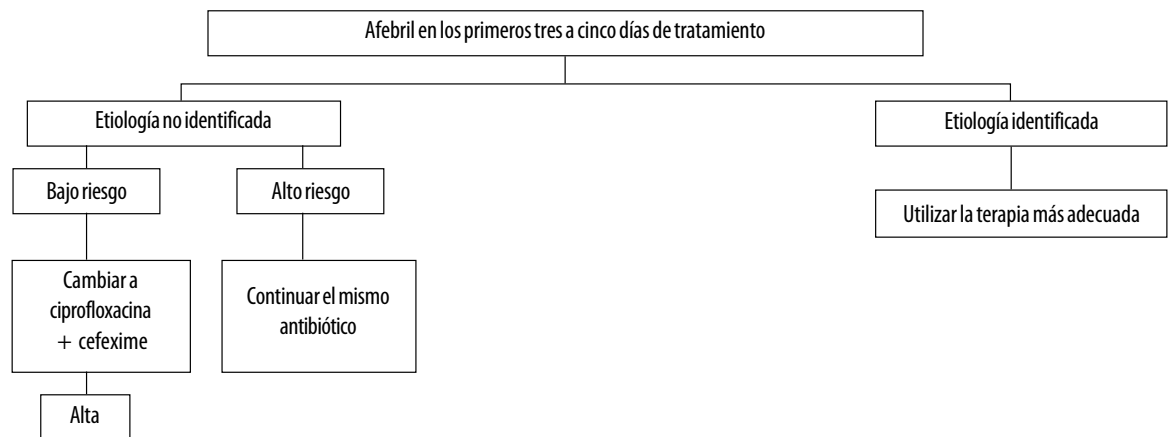 Afebril en los primeros tres a cinco días de tratamiento
Etiología no identificada
Etiología identificada
Bajo riesgo
Alto riesgo
Utilizar la terapia más adecuada
Cambiar a
ciprofloxacina
+ cefexime
Continuar el mismo
antibiótico
Alta